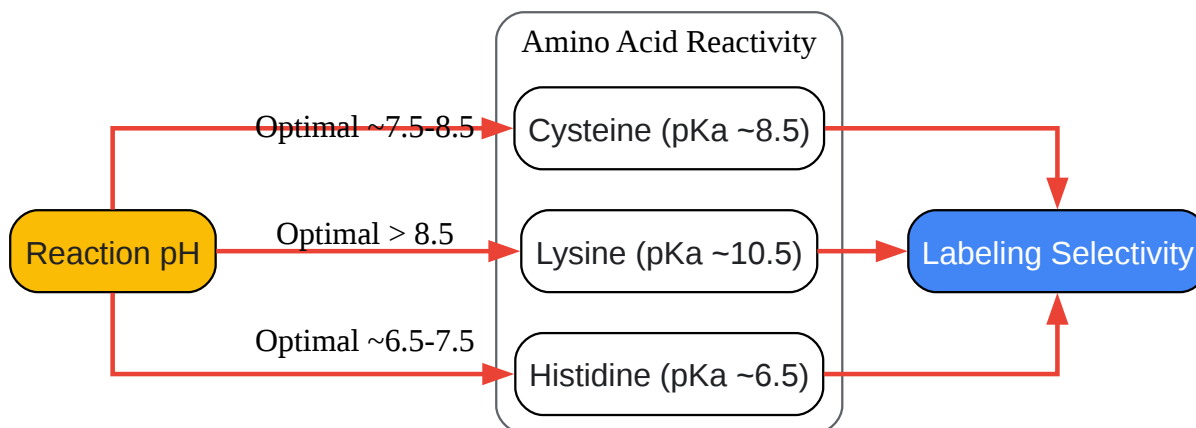 Amino Acid Reactivity
Optimal ~7.5-8.5
Cysteine (pKa ~8.5)
Reaction pH
Optimal > 8.5
Lysine (pKa ~10.5)
Labeling Selectivity
Optimal ~6.5-7.5
Histidine (pKa ~6.5)